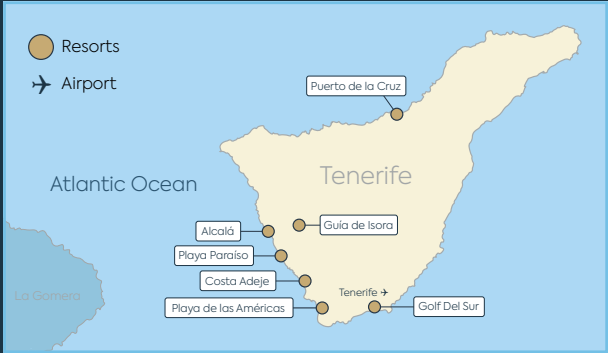 Resorts
Airport
Puerto de la Cruz
Tenerife
Atlantic Ocean
Alcalá
Guía de Isora
Playa Paraíso
Costa Adeje
La Gomera
Tenerife
Playa de las Américas
Golf Del Sur